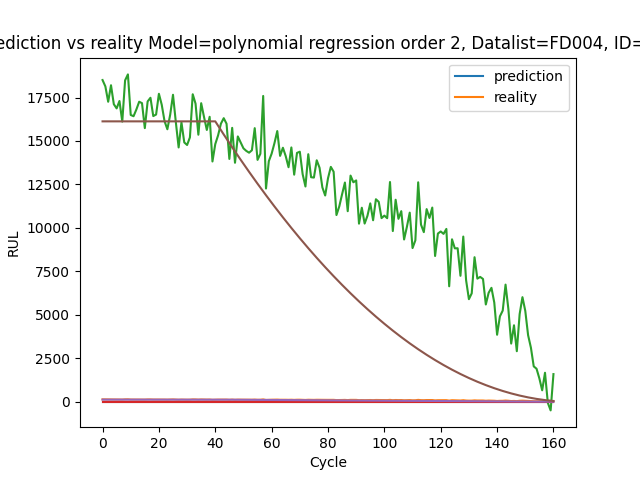 ediction vs reality Model=polynomial regression order 2, Datalist=FD004, ID=
prediction
reality
17500
15000
12500
10000
7500
5000
2500
0
RUL
0 20 40 60 80 100 120 140 160
Cycle